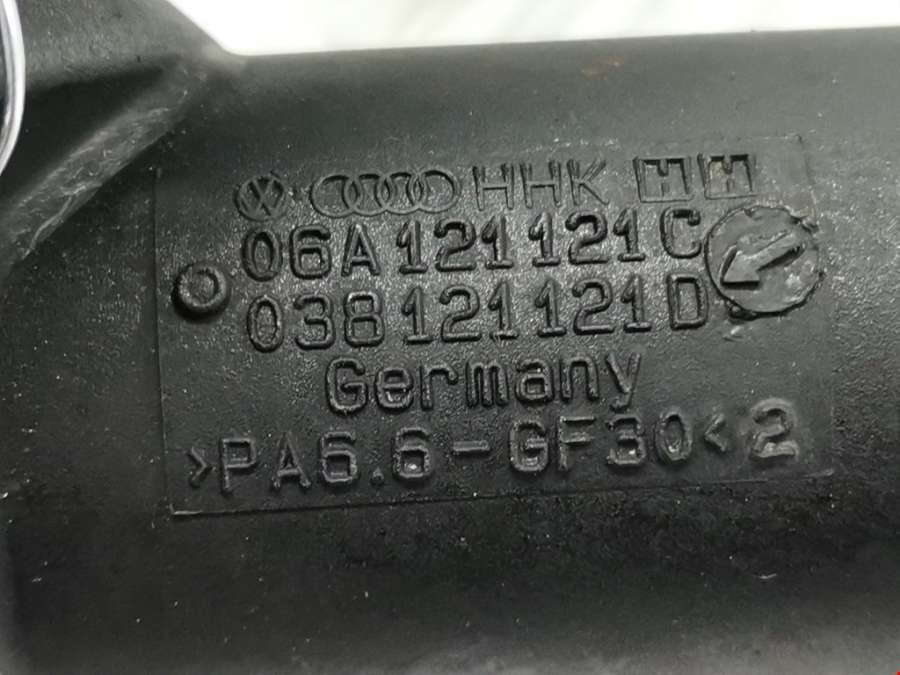 HHK
06A 121 121 C
038 121 121 D
Germany
>PA6.6-GF30< 2